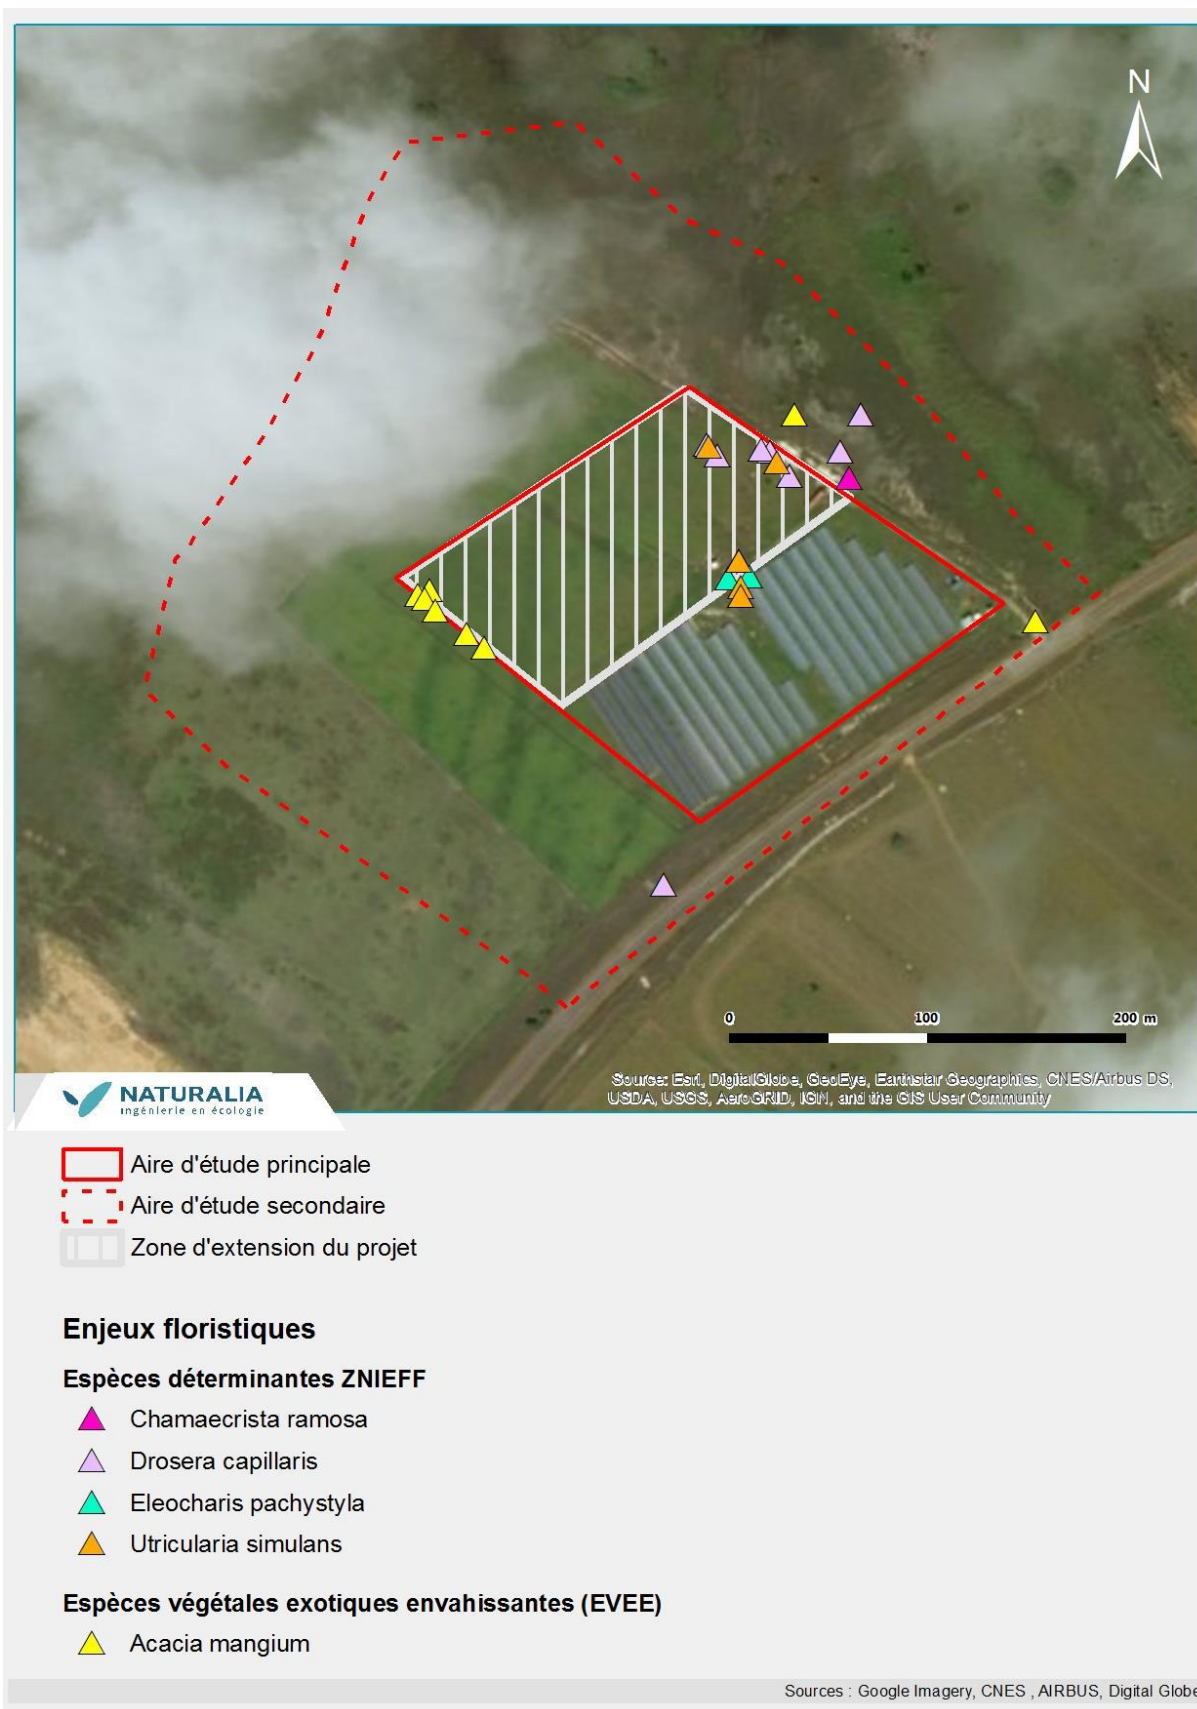 N
0 100 200 m
Source: Esri, DigitalGlobe, GeoEye, Earthstar Geographics, CNES/Airbus DS,
USDA, USGS, AeroGRID, IGN, and the GIS User Community
NATURALIA
Ingénierie en écologie
Aire d'étude principale
Aire d'étude secondaire
Zone d'extension du projet
Enjeux floristiques
Espèces déterminantes ZNIEFF
Chamaecrista ramosa
Drosera capillaris
Eleocharis pachystyla
Utricularia simulans
Espèces végétales exotiques envahissantes (EVEE)
Acacia mangium
Sources : Google Imagery, CNES , AIRBUS, Digital Globe